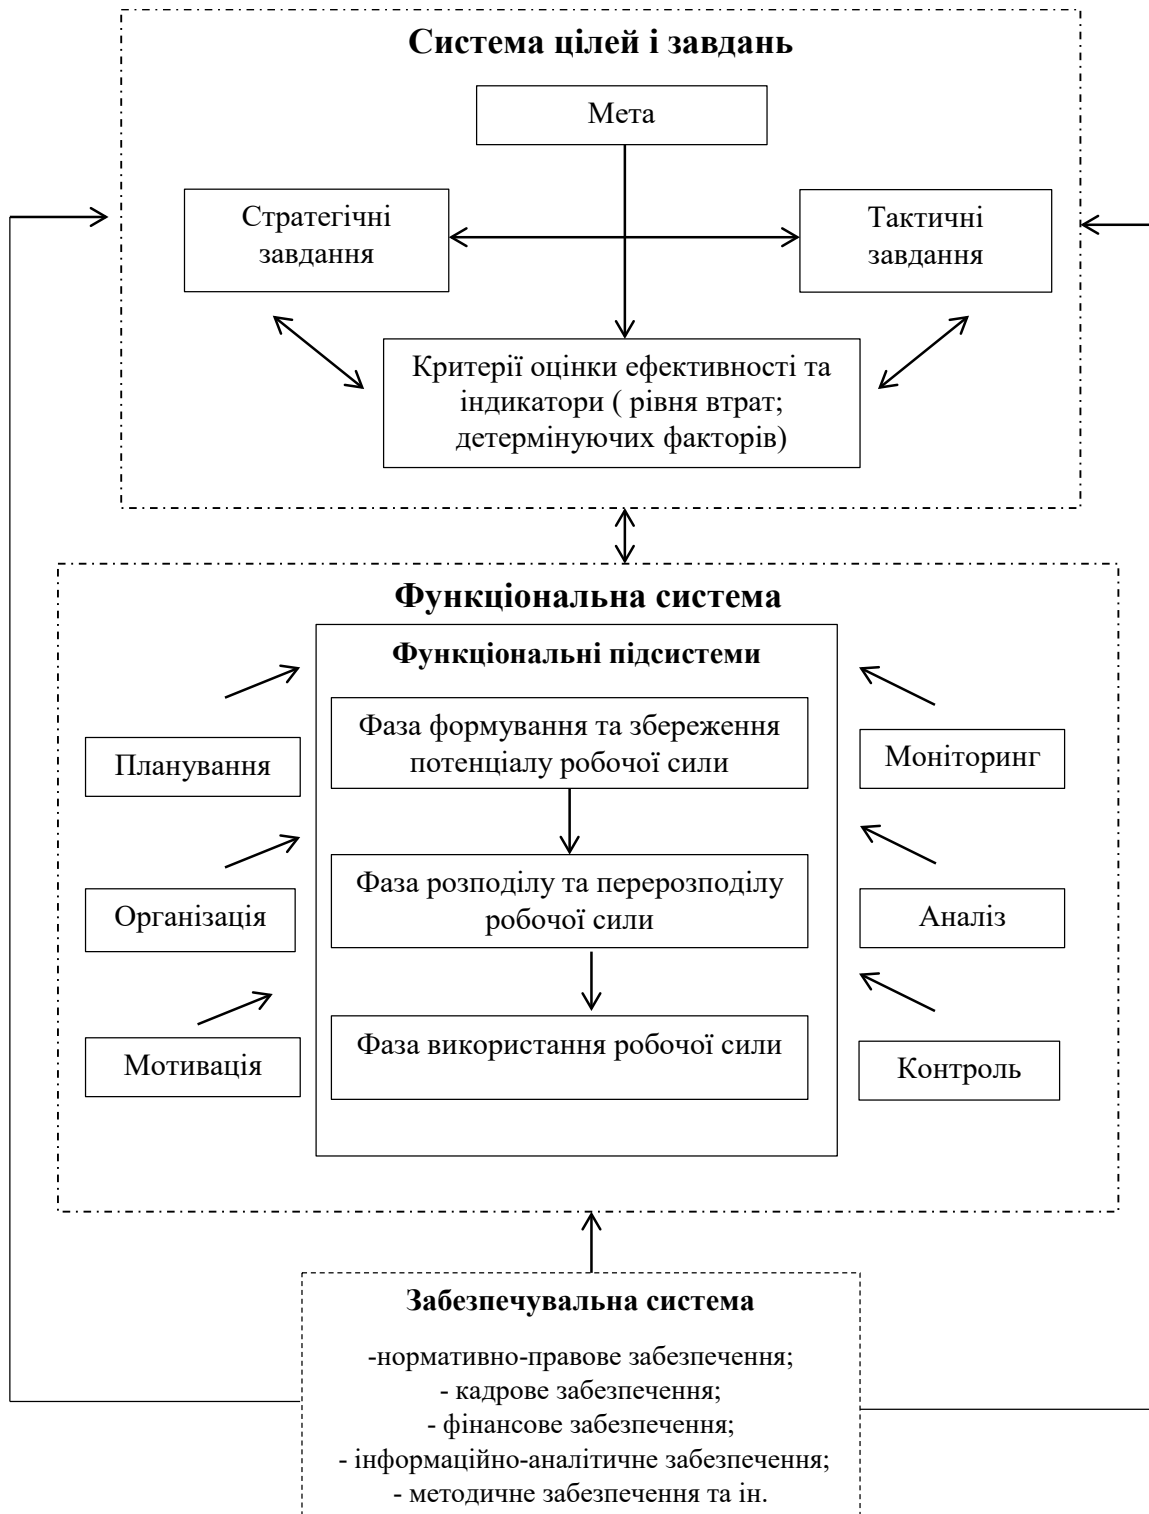 Система цілей і завдань
Мета
Стратегічні
завдання
Тактичні
завдання
Критерії оцінки ефективності та
індикатори ( рівня втрат;
детермінуючих факторів)
Функціональна система
Функціональні підсистеми
Фаза формування та збереження
потенціалу робочої сили
Планування
Моніторинг
Фаза розподілу та перерозподілу
робочої сили
Організація
Аналіз
Фаза використання робочої сили
Мотивація
Контроль
Забезпечувальна система
-нормативно-правове забезпечення;
- кадрове забезпечення;
- фінансове забезпечення;
- інформаційно-аналітичне забезпечення;
- методичне забезпечення та ін.